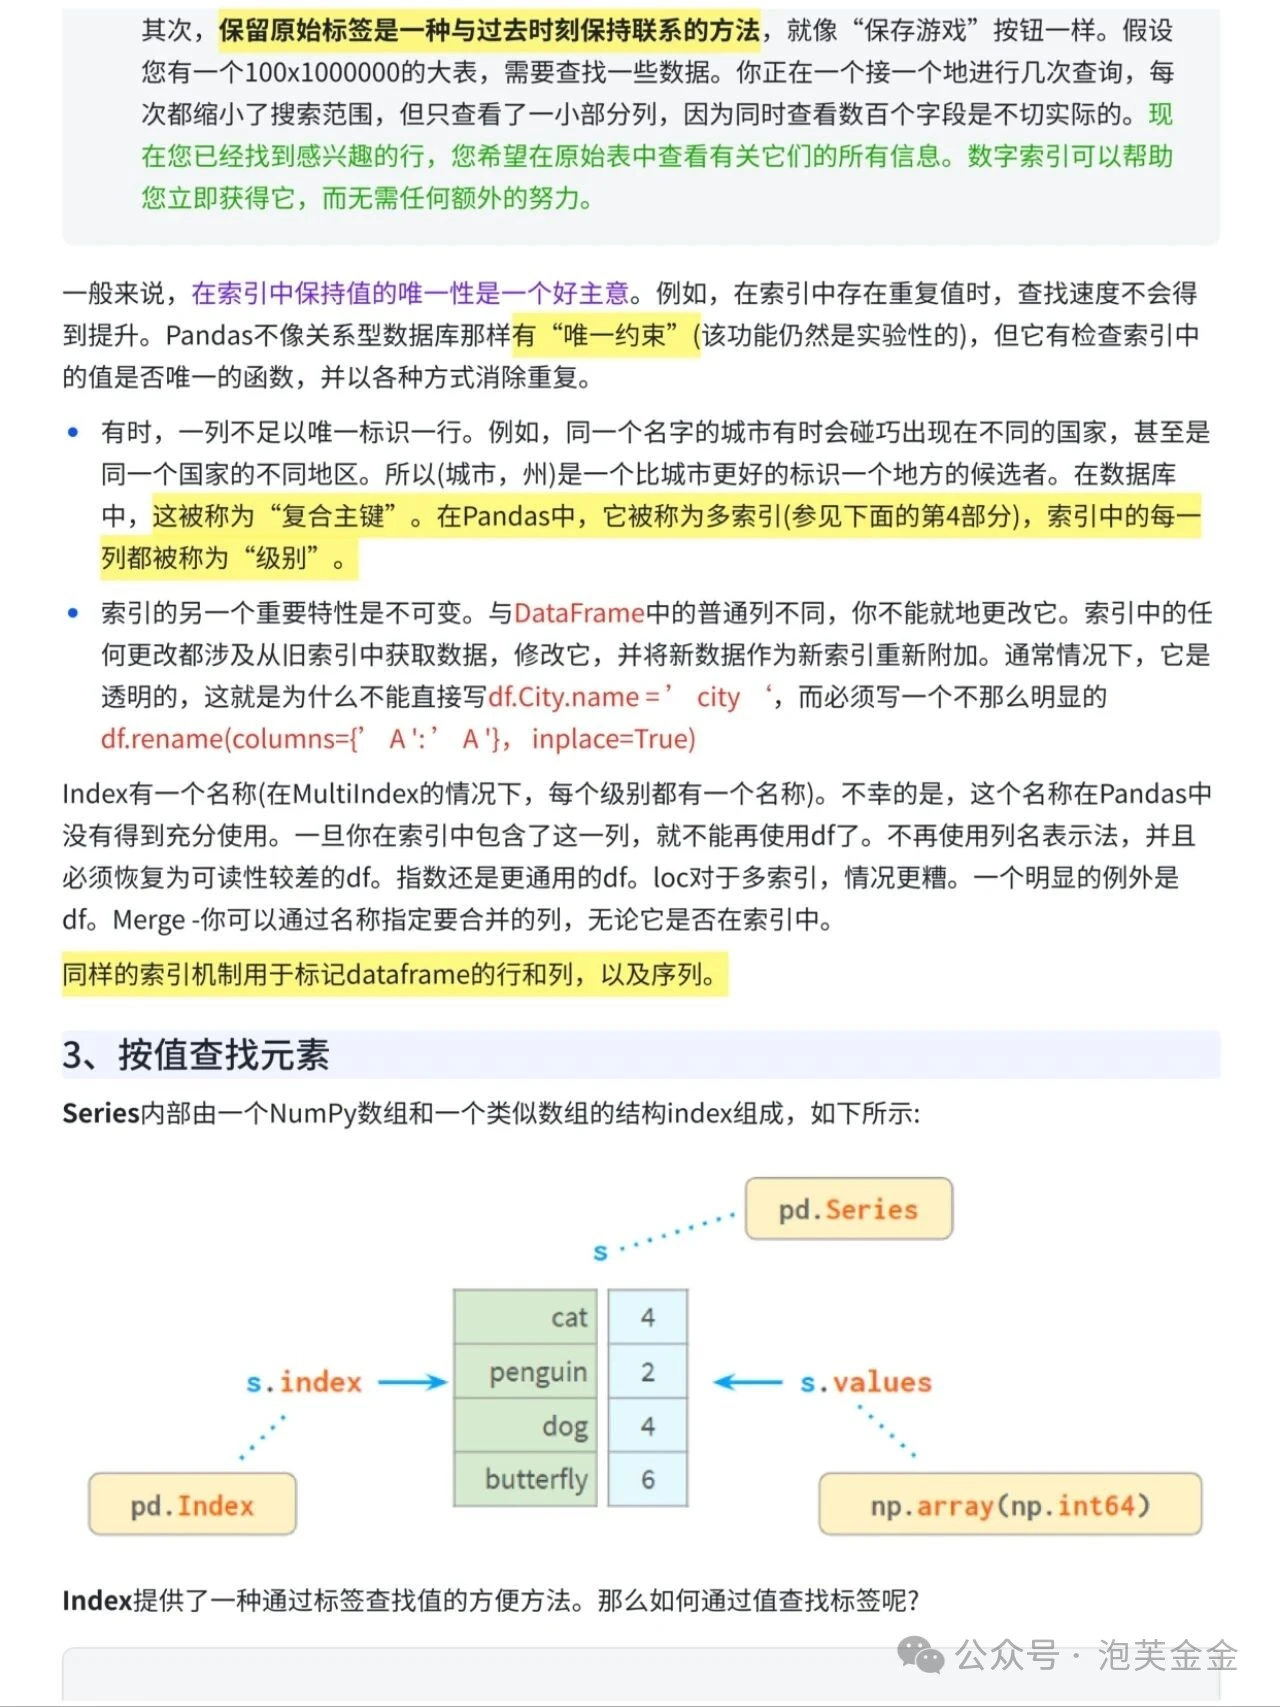 其次，保留原始标签是一种与过去时刻保持联系的方法，就像“保存游戏”按钮一样。假设
您有一个100x1000000的大表，需要查找一些数据。你正在一个接一个地进行几次查询，每
次都缩小了搜索范围，但只查看了一小部分列，因为同时查看数百个字段是不切实际的。现
在您已经找到感兴趣的行，您希望在原始表中查看有关它们的所有信息。数字索引可以帮助
您立即获得它，而无需任何额外的努力。
一般来说，在索引中保持值的唯一性是一个好主意。例如，在索引中存在重复值时，查找速度不会得
到提升。Pandas不像关系型数据库那样有“唯一约束”(该功能仍然是实验性的)，但它有检查索引中
的值是否唯一的函数，并以各种方式消除重复。
• 有时，一列不足以唯一标识一行。例如，同一个名字的城市有时会碰巧出现在不同的国家，甚至是
同一个国家的不同地区。所以(城市，州)是一个比城市更好的标识一个地方的候选者。在数据库
中，这被称为“复合主键”。在Pandas中，它被称为多索引(参见下面的第4部分)，索引中的每一
列都被称为“级别”。
• 索引的另一个重要特性是不可变。与DataFrame中的普通列不同，你不能就地更改它。索引中的任
何更改都涉及从旧索引中获取数据，修改它，并将新数据作为新索引重新附加。通常情况下，它是
透明的，这就是为什么不能直接写df.City.name = ’ city ‘，而必须写一个不那么明显的
df.rename(columns={’ A ': ’ A '}， inplace=True)
Index有一个名称(在MultiIndex的情况下，每个级别都有一个名称)。不幸的是，这个名称在Pandas中
没有得到充分使用。一旦你在索引中包含了这一列，就不能再使用df了。不再使用列名表示法，并且
必须恢复为可读性较差的df。指数还是更通用的df。loc对于多索引，情况更糟。一个明显的例外是
df。Merge -你可以通过名称指定要合并的列，无论它是否在索引中。
同样的索引机制用于标记dataframe的行和列，以及序列。
3、按值查找元素
Series内部由一个NumPy数组和一个类似数组的结构index组成，如下所示:
pd.Series
s
cat 4
penguin 2
s.index
s.values
dog 4
butterfly 6
pd.Index
np.array(np.int64)
Index提供了一种通过标签查找值的方便方法。那么如何通过值查找标签呢?
公众号 · 泡芙金金